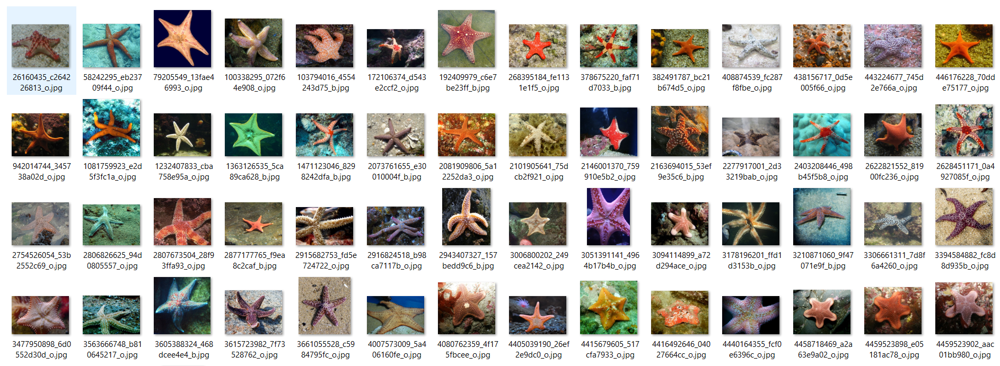 26160435_c2642
26813_o.jpg
58242295_eb237
09f44_o.jpg
79205549_13fae4
6993_o.jpg
100338295_072f6
4e908_o.jpg
103794016_4554
243d75_b.jpg
172106374_d543
e2ccf2_o.jpg
192409979_c6e7
be23ff_b.jpg
268395184_fe113
1e1f5_o.jpg
378675220_faf71
d7033_b.jpg
382491787_bc21
b674d5_o.jpg
408874539_fc287
f8fbe_o.jpg
438156717_0d5e
005f66_o.jpg
443224677_745d
2e766a_o.jpg
446176228_70dd
e75177_o.jpg
942014744_3457
38a02d_o.jpg
1081759923_e2d
5f3fc1a_o.jpg
1232407833_cba
758e95a_o.jpg
1363126535_5ca
89ca628_b.jpg
1471123046_829
8242dfa_b.jpg
2073761655_e30
010004f_b.jpg
2081909806_5a1
2252da3_o.jpg
2101905641_75d
cb2f921_o.jpg
2146001370_759
910e5b2_o.jpg
2163694015_53ef
9e35c6_b.jpg
2277917001_2d3
3219bab_o.jpg
2403208446_498
b45f5b8_o.jpg
2622821552_819
00fc236_o.jpg
2628451171_0a4
927085f_o.jpg
2754526054_53b
2552c69_o.jpg
2806826625_94d
0805557_o.jpg
2807673504_28f9
3ffa93_o.jpg
2877177765_f9ea
8c2caf_b.jpg
2915682753_fd5e
724722_o.jpg
2916824518_b98
ca7117b_o.jpg
2943407327_157
bedd9c6_b.jpg
3006800202_249
cea2142_o.jpg
3051391141_496
4b17b4b_o.jpg
3094114899_a72
d294ace_o.jpg
3178196201_ffd1
d3153b_o.jpg
3210871060_9f47
071e9f_b.jpg
3306661311_7d8f
6a4260_o.jpg
3394584882_fc8d
8d935b_o.jpg
3477950898_6d0
552d30d_o.jpg
3563666748_b81
0645217_o.jpg
3605388324_468
dcee4e4_b.jpg
3615723982_7f73
528762_o.jpg
3661055528_c59
84795fc_o.jpg
4007573009_5a4
06160fe_o.jpg
4080762359_4f17
5fbcee_o.jpg
4405039190_26ef
2e9dc0_o.jpg
4415679605_517
cfa7933_o.jpg
4416492646_040
27664cc_o.jpg
4440164355_fcf0
e6396c_o.jpg
4458718469_a2a
63e9a02_o.jpg
4459523898_e05
181ac78_o.jpg
4459523902_aac
01bb980_o.jpg